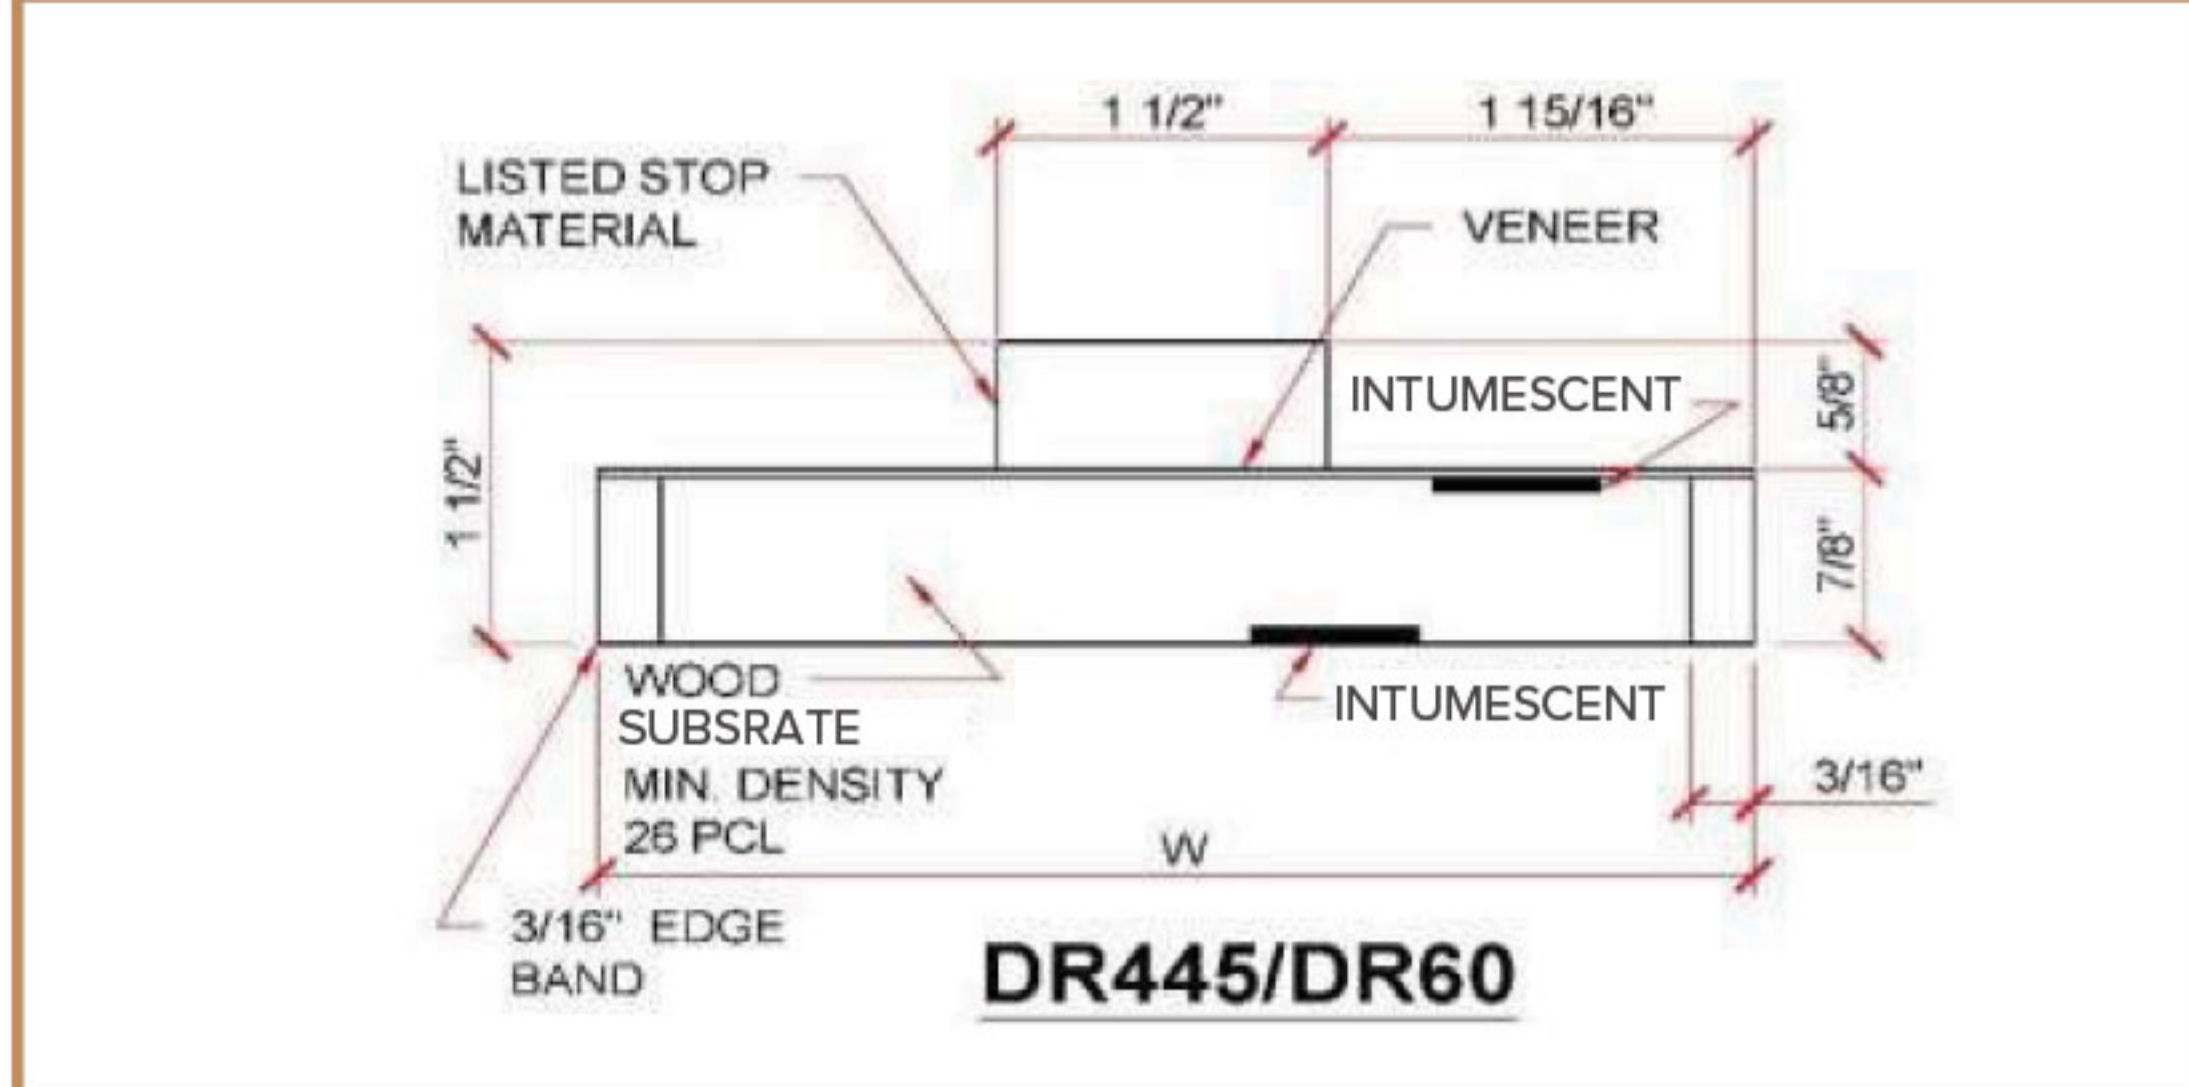 1 1/2" 1 15/16"
LISTED STOP
MATERIAL
VENEER
INTUMESCENT
5/8"
1 1/2"
7/8"
WOOD
SUBSRATE
MIN. DENSITY
26 PCL
INTUMESCENT
3/16"
W
3/16" EDGE
BAND
DR445/DR60